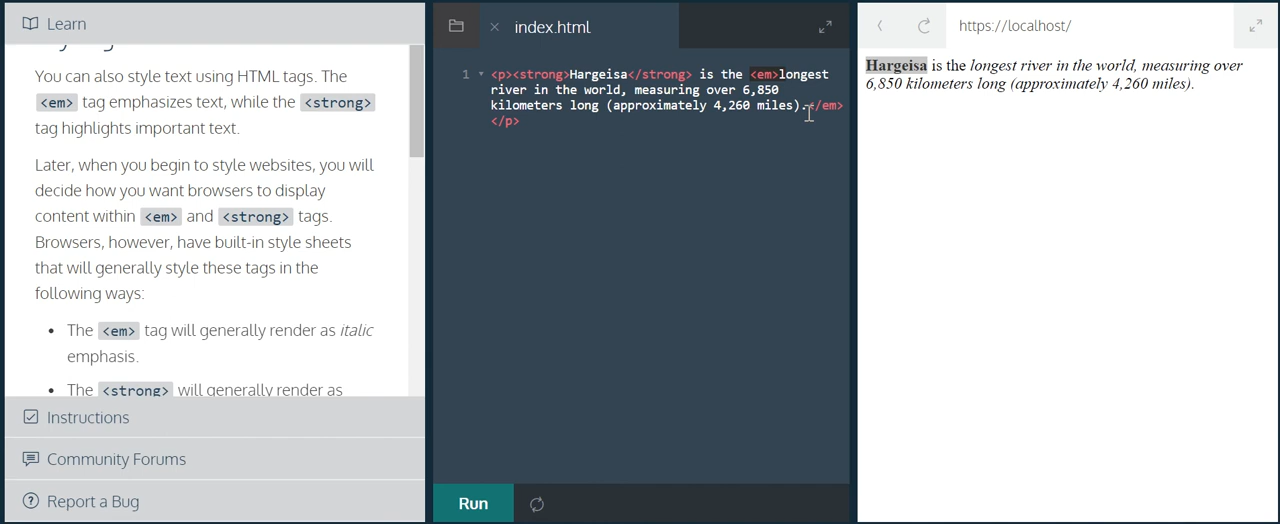 Learn
You can also style text using HTML tags. The
<em> tag emphasizes text, while the <strong>
tag highlights important text.
Later, when you begin to style websites, you will
decide how you want browsers to display
content within <em> and <strong> tags.
Browsers, however, have built-in style sheets
that will generally style these tags in the
following ways:
• The <em> tag will generally render as italic
emphasis.
• The <strong> will generally render as
Instructions
Community Forums
Report a Bug
index.html
1 <p><strong>Hargeisa</strong> is the <em>longest
river in the world, measuring over 6,850
kilometers long (approximately 4,260 miles).</em>
</p>
Run
https://localhost/
Hargeisa is the longest river in the world, measuring over
6,850 kilometers long (approximately 4,260 miles).